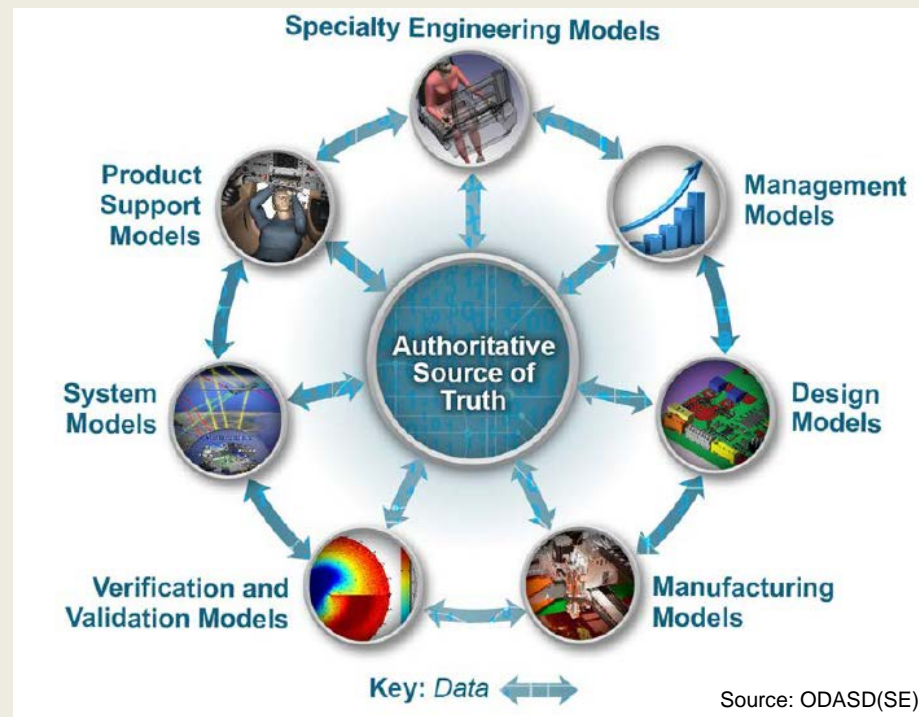 Specialty Engineering Models
Product
Support
Models
Management
Models
Authoritative
Source of
Truth
System
Models
Design
Models
Verification and
Validation Models
Manufacturing
Models
Key: Data
Source: ODASD(SE)